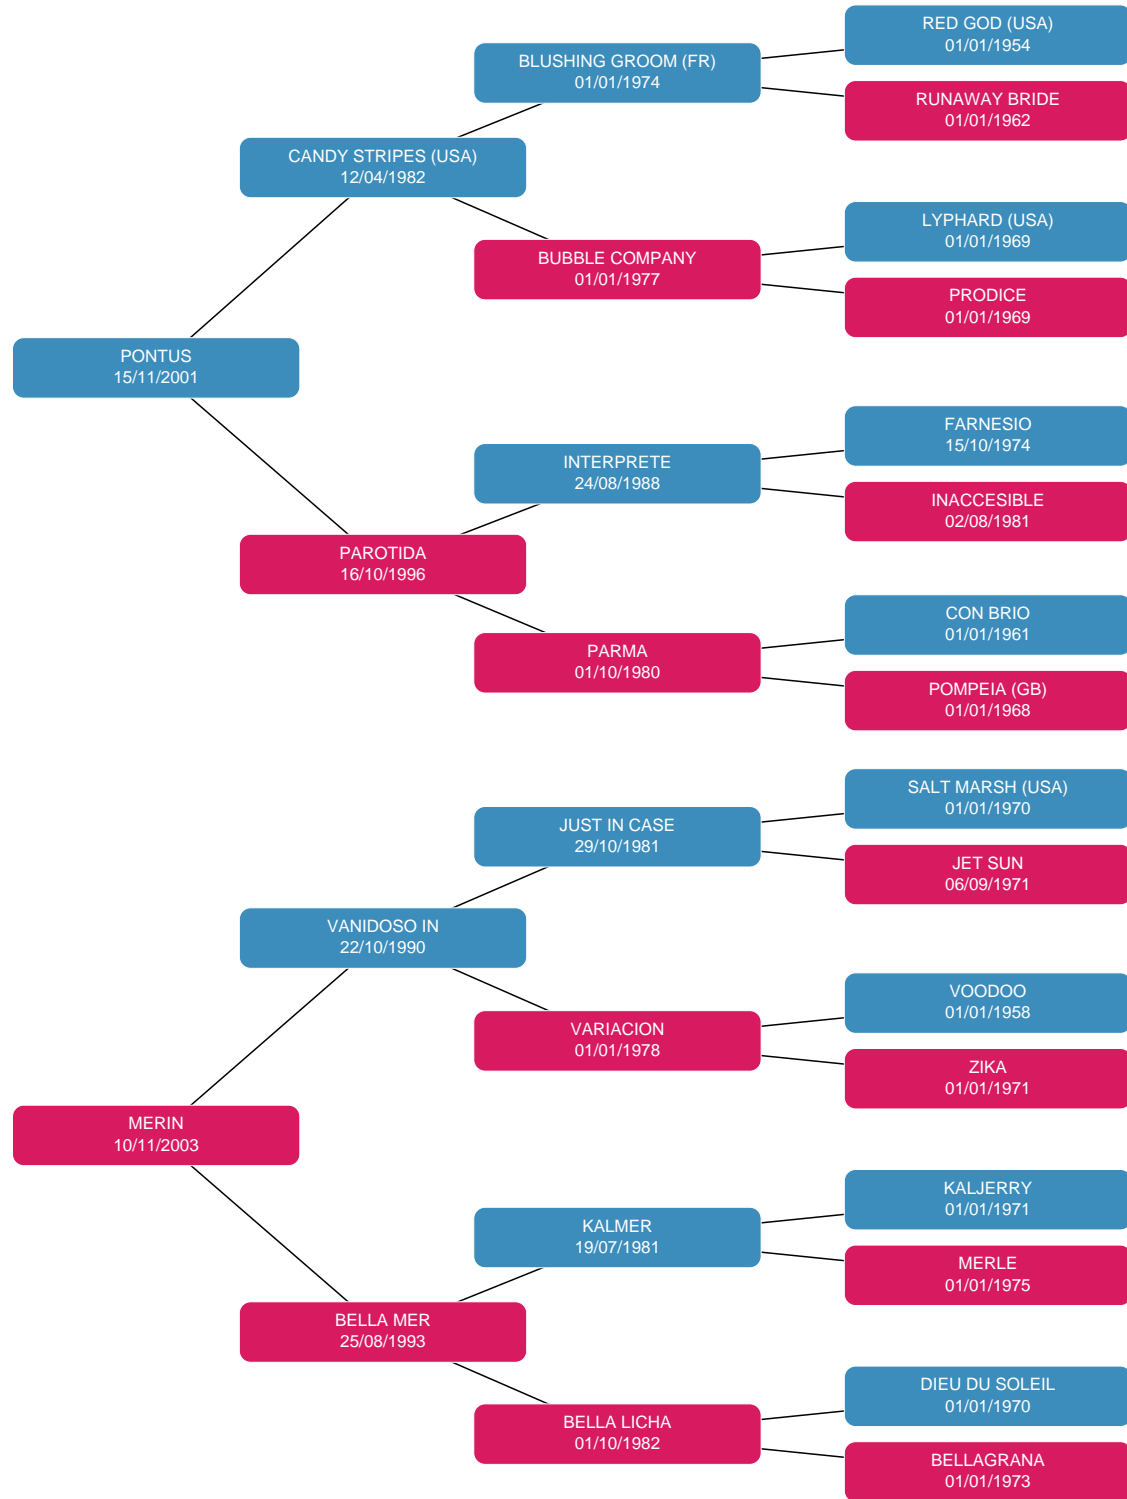 RED GOD (USA)
01/01/1954
BLUSHING GROOM (FR)
01/01/1974
RUNAWAY BRIDE
01/01/1962
CANDY STRIPES (USA)
12/04/1982
LYPHARD (USA)
01/01/1969
BUBBLE COMPANY
01/01/1977
PRODICE
01/01/1969
PONTUS
15/11/2001
FARNESIO
15/10/1974
INTERPRETE
24/08/1988
INACCESIBLE
02/08/1981
PAROTIDA
16/10/1996
CON BRIO
01/01/1961
PARMA
01/10/1980
POMPEIA (GB)
01/01/1968
SALT MARSH (USA)
01/01/1970
JUST IN CASE
29/10/1981
JET SUN
06/09/1971
VANIDOSO IN
22/10/1990
VOODOO
01/01/1958
VARIACION
01/01/1978
ZIKA
01/01/1971
MERIN
10/11/2003
KALJERRY
01/01/1971
KALMER
19/07/1981
MERLE
01/01/1975
BELLA MER
25/08/1993
DIEU DU SOLEIL
01/01/1970
BELLA LICHA
01/10/1982
BELLAGRANA
01/01/1973